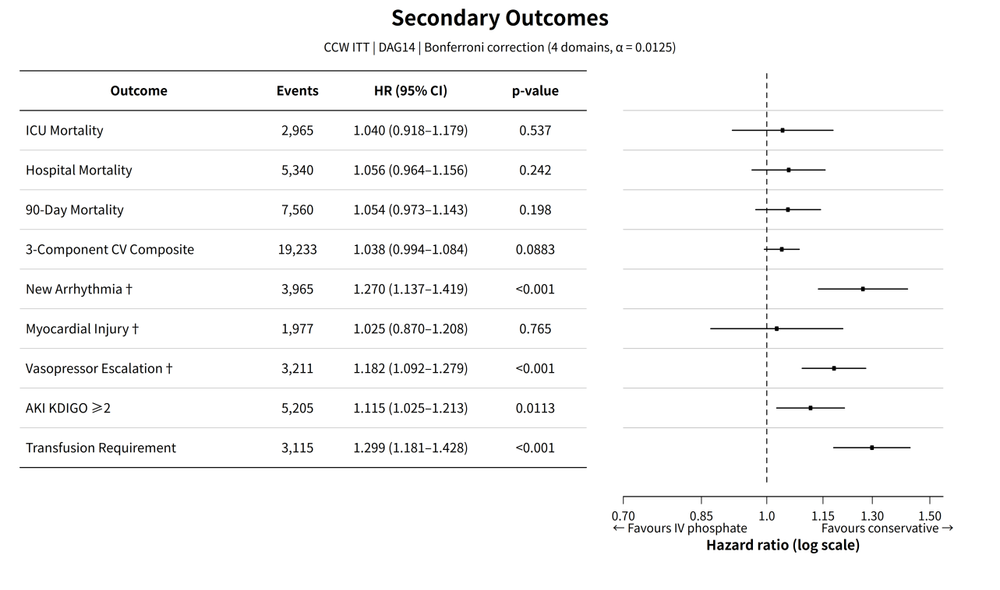 Secondary Outcomes
CCW ITT | DAG14 | Bonferroni correction (4 domains, α = 0.0125)
Outcome Events HR (95% CI) p-value
ICU Mortality 2,965 1.040 (0.918–1.179) 0.537
Hospital Mortality 5,340 1.056 (0.964–1.156) 0.242
90-Day Mortality 7,560 1.054 (0.973–1.143) 0.198
3-Component CV Composite 19,233 1.038 (0.994–1.084) 0.0883
New Arrhythmia † 3,965 1.270 (1.137–1.419) <0.001
Myocardial Injury † 1,977 1.025 (0.870–1.208) 0.765
Vasopressor Escalation † 3,211 1.182 (1.092–1.279) <0.001
AKI KDIGO ⩾2 5,205 1.115 (1.025–1.213) 0.0113
Transfusion Requirement 3,115 1.299 (1.181–1.428) <0.001
0.70 0.85 1.0 1.15 1.30 1.50
← Favours IV phosphate Favours conservative →
Hazard ratio (log scale)